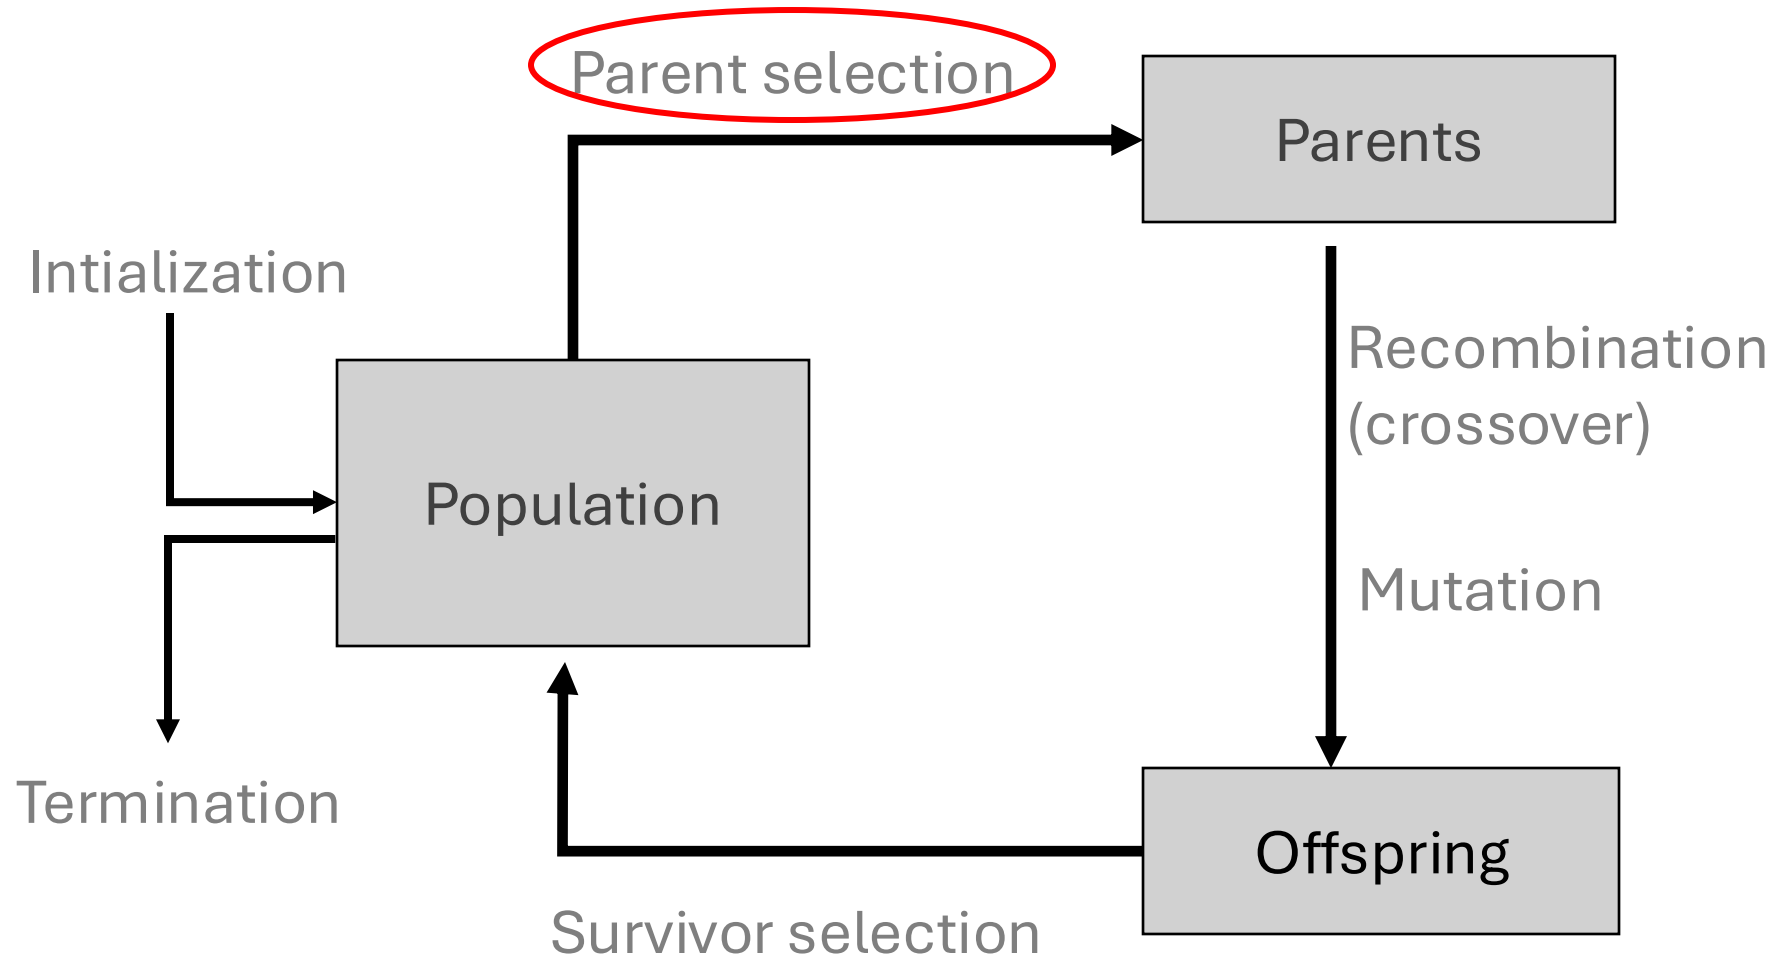 Parent selection
Parents
Intialization
Recombination
(crossover)
Population
Mutation
Termination
Offspring
Survivor selection